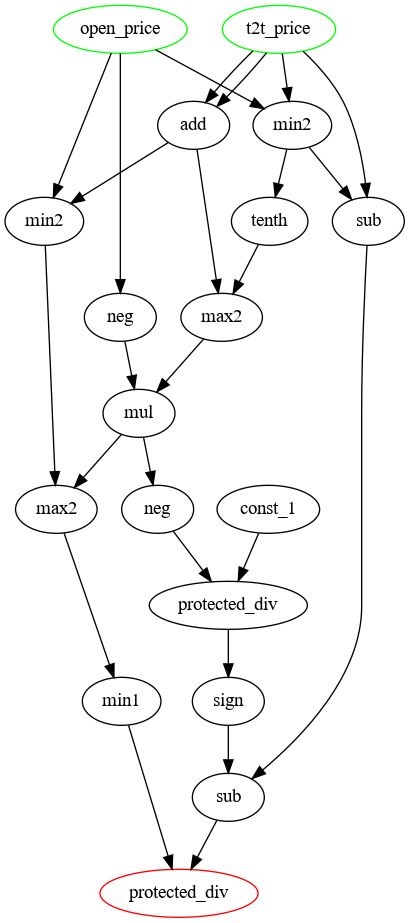 open_price
t2t_price
add
min2
min2
tenth
sub
neg
max2
mul
max2
neg
const_1
protected_div
min1
sign
sub
protected_div